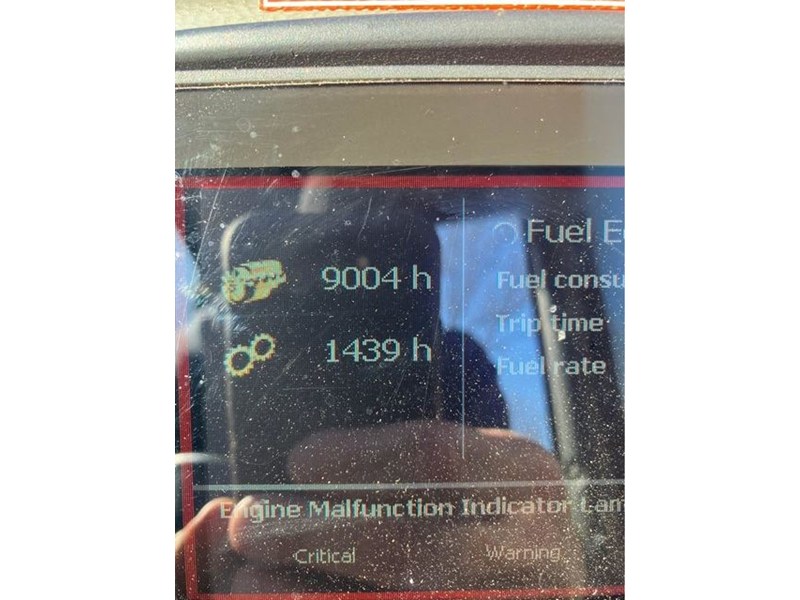 9004 h
1439 h
Fuel
Fuel
Trip time
Fuel rate
Engine Malfunction Indicator
Critical
Warning